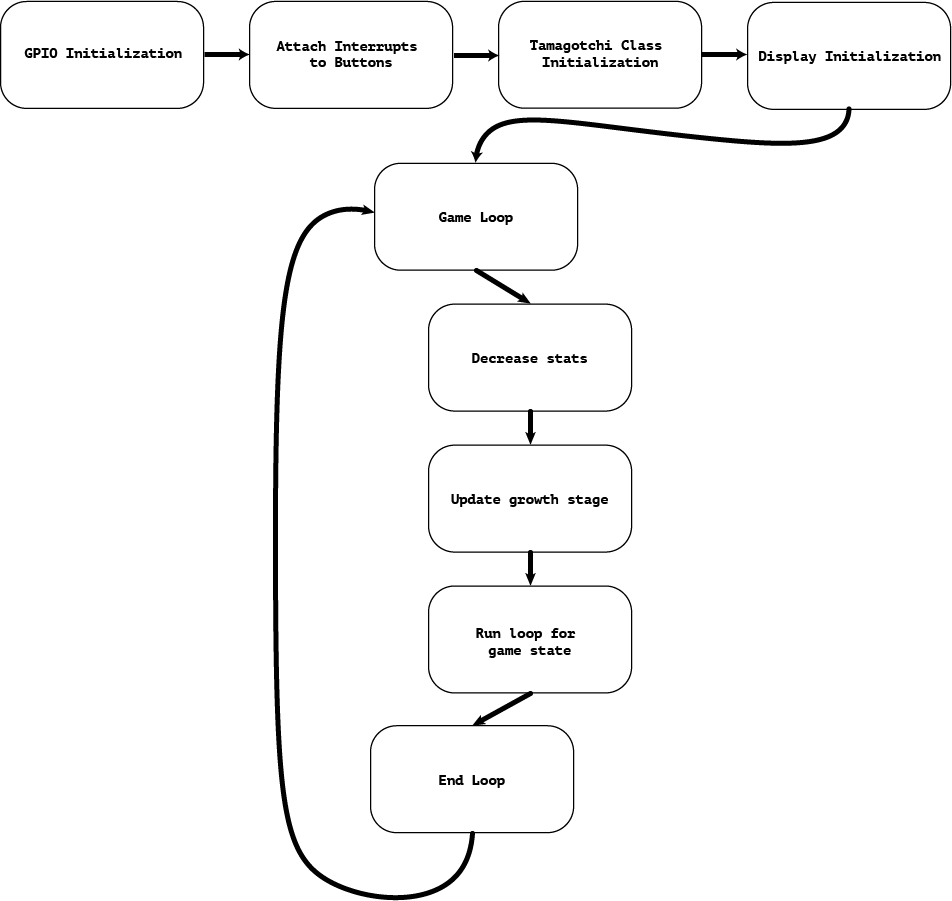 GPIO Initialization
Attach Interrupts
to Buttons
Tamagotchi Class
Initialization
Display Initialization
Game Loop
Decrease stats
Update growth stage
Run loop for
game state
End Loop